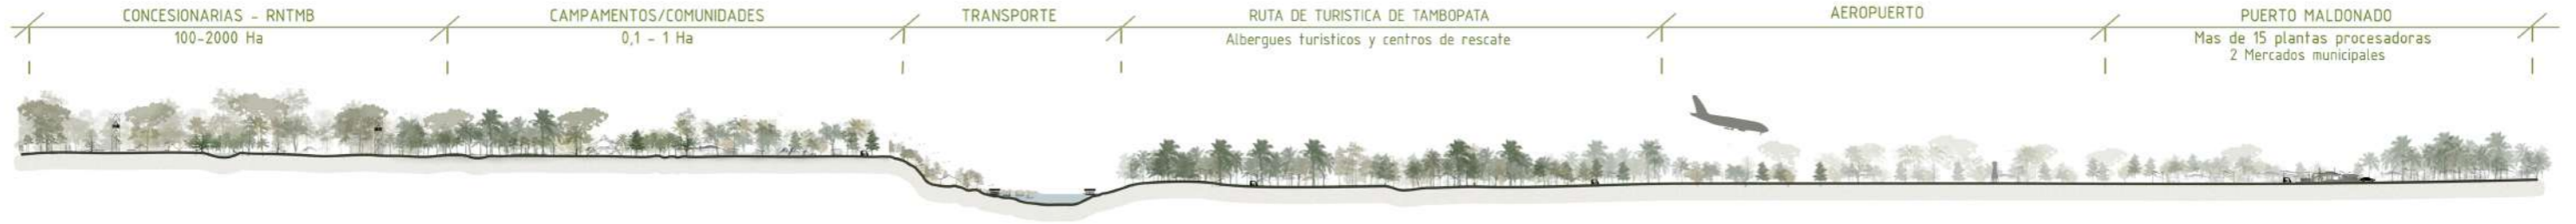 CONCESIONARIAS - RNTMB
100-2000 Ha
CAMPAMENTOS/COMUNIDADES
0,1 - 1 Ha
TRANSPORTE
RUTA DE TURISTICA DE TAMBOPATA
Albergues turísticos y centros de rescate
AEROPUERTO
PUERTO MALDONADO
Mas de 15 plantas procesadoras
2 Mercados municipales